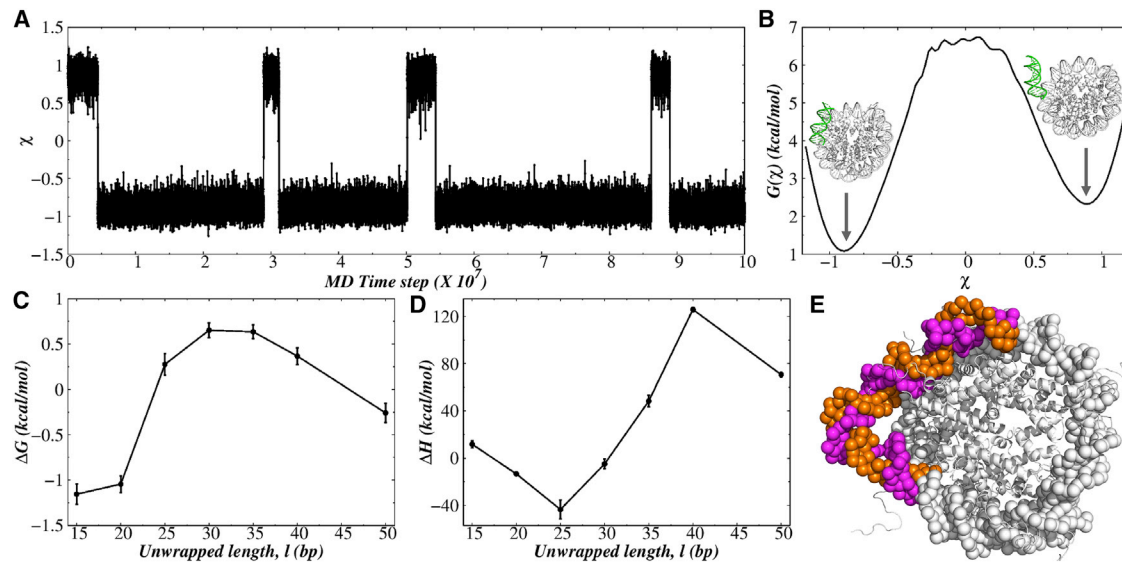 A
χ
1.5
1
0.5
0
−0.5
−1
−1.5
0 1 2 3 4 5 6 7 8 9 10
MD Time step (X 10⁷)
B
G(χ) (kcal/mol)
7
6
5
4
3
2
1
−1 −0.5 0 0.5 1
χ
C
ΔG (kcal/mol)
1
0.5
0
−0.5
−1
−1.5
15 20 25 30 35 40 45 50
Unwrapped length, l (bp)
D
ΔH (kcal/mol)
120
80
40
0
−40
15 20 25 30 35 40 45 50
Unwrapped length, l (bp)
E